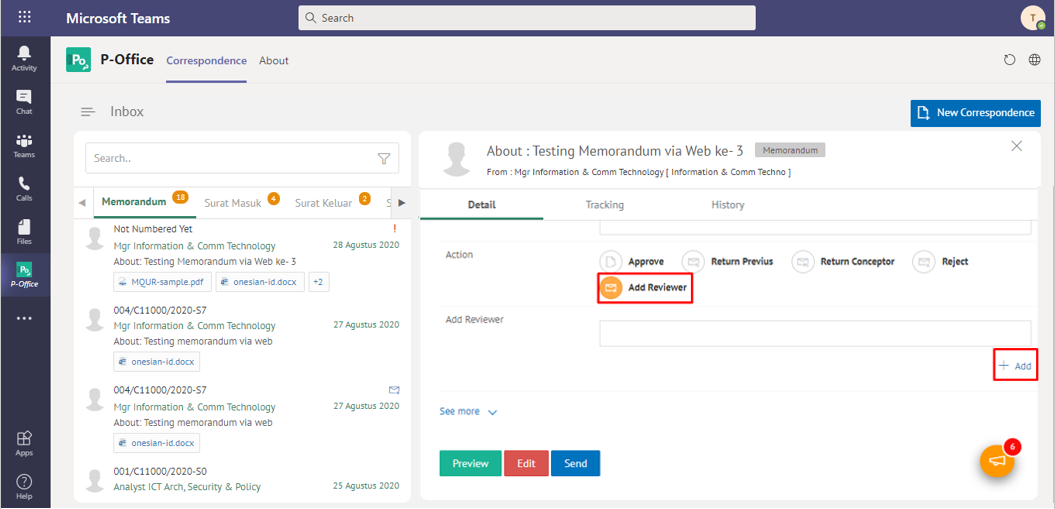 Microsoft Teams
Search
T
Activity
Chat
Teams
Calls
Files
P-Office
Apps
Help
Po
P-Office
Correspondence
About
Inbox
New Correspondence
Search..
Memorandum 18
Surat Masuk 4
Surat Keluar 2
S
Not Numbered Yet
!
Mgr Information & Comm Technology
28 Agustus 2020
About: Testing Memorandum via Web ke- 3
MQUR-sample.pdf
onesian-id.docx
+2
004/C11000/2020-S7
Mgr Information & Comm Technology
27 Agustus 2020
About: Testing memorandum via web
onesian-id.docx
004/C11000/2020-S7
Mgr Information & Comm Technology
27 Agustus 2020
About: Testing memorandum via web
onesian-id.docx
001/C11000/2020-S0
Analyst ICT Arch, Security & Policy
25 Agustus 2020
About : Testing Memorandum via Web ke- 3
Memorandum
From : Mgr Information & Comm Technology [ Information & Comm Techno ]
Detail
Tracking
History
Action
Approve
Return Previus
Return Conceptor
Reject
Add Reviewer
Add Reviewer
+ Add
See more
Preview
Edit
Send
6